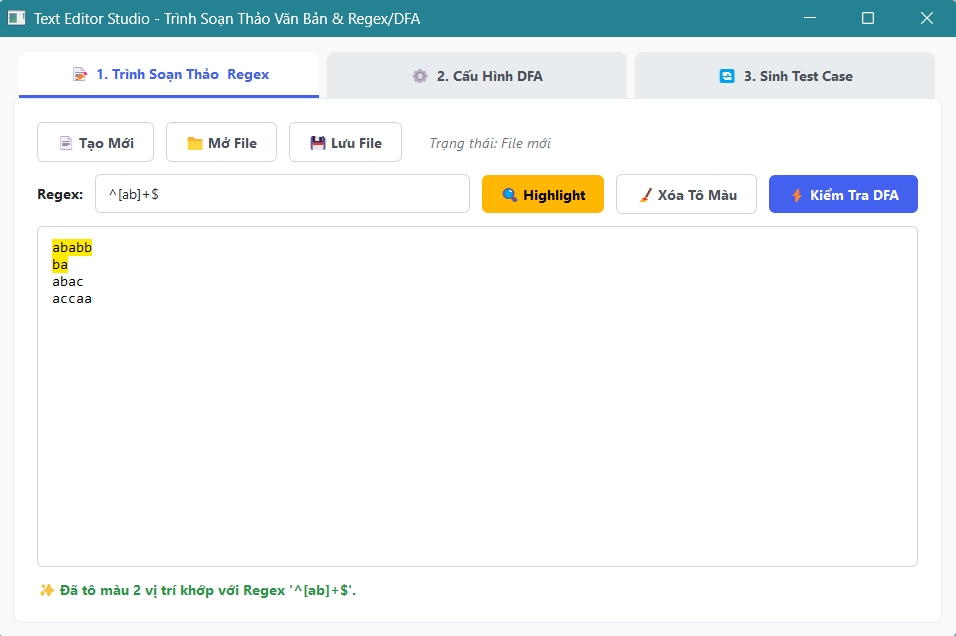 Text Editor Studio - Trình Soạn Thảo Văn Bản & Regex/DFA
1. Trình Soạn Thảo Regex
2. Cấu Hình DFA
3. Sinh Test Case
Tạo Mới
Mở File
Lưu File
Trạng thái: File mới
Regex:
^[ab]+$
Highlight
Xóa Tô Màu
Kiểm Tra DFA
ababb
ba
abac
accaa
Đã tô màu 2 vị trí khớp với Regex '^[ab]+$'.